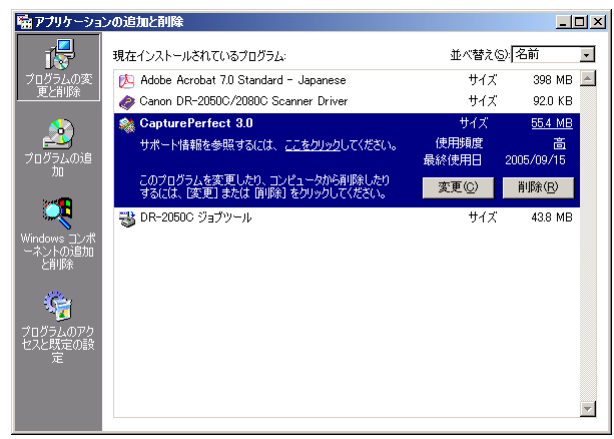 アプリケーションの追加と削除
プログラムの変
更と削除
プログラムの追
加
Windows コンポ
ーネントの追加
と削除
プログラムのアク
セスと既定の設
定
現在インストールされているプログラム:
並べ替え(S): 名前
Adobe Acrobat 7.0 Standard - Japanese サイズ 398 MB
Canon DR-2050C/2080C Scanner Driver サイズ 92.0 KB
CapturePerfect 3.0 サイズ 55.4 MB
サポート情報を参照するには、ここをクリックしてください。 使用頻度 高
最終使用日 2005/09/15
このプログラムを変更したり、コンピュータから削除したり
するには、[変更] または [削除] をクリックしてください。
変更(C) 削除(R)
DR-2050C ジョブツール サイズ 43.8 MB